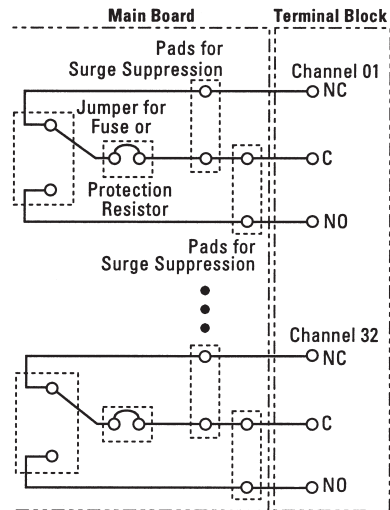 Main Board
Terminal Block
Pads for
Surge Suppression
Channel 01
NC
Jumper for
Fuse or
C
Protection
Resistor
NO
Pads for
Surge Suppression
Channel 32
NC
C
NO